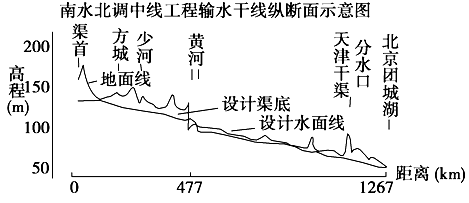 南水北调中线工程输水干线纵断面示意图
渠首
方城
少河
黄河
天津干渠
分水口
北京团城湖
高程
(m)
200
150
100
50
地面线
设计渠底
设计水面线
0
477
1267
距离 (km)